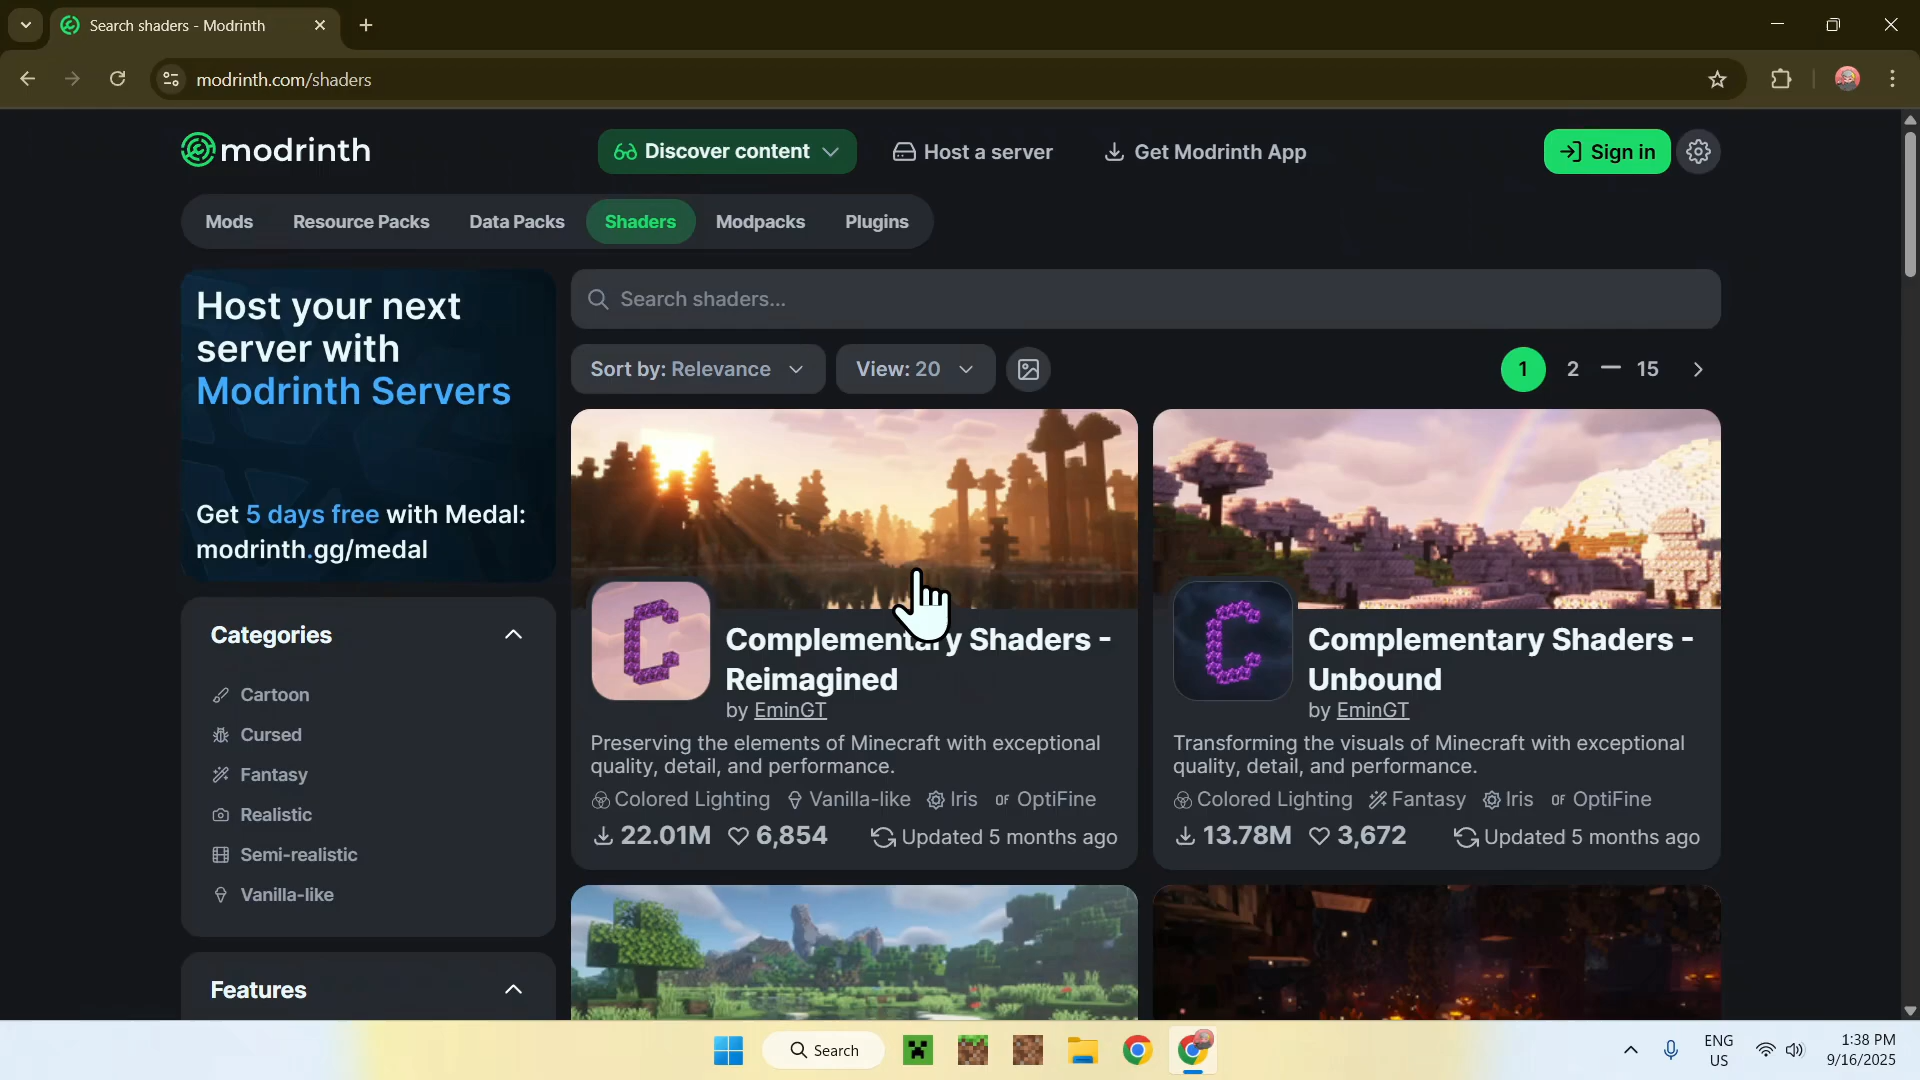 Search shaders - Modrinth
modrinth.com/shaders
modrinth
Discover content
Host a server
Get Modrinth App
Sign in
Mods
Resource Packs
Data Packs
Shaders
Modpacks
Plugins
Host your next
server with
Modrinth Servers
Get 5 days free with Medal:
modrinth.gg/medal
Search shaders...
Sort by: Relevance
View: 20
1 2 — 15
Categories
Cartoon
Cursed
Fantasy
Realistic
Semi-realistic
Vanilla-like
Features
Complementary Shaders -
Reimagined
by EminGT
Preserving the elements of Minecraft with exceptional
quality, detail, and performance.
Colored Lighting Vanilla-like Iris OF OptiFine
22.01M 6,854 Updated 5 months ago
Complementary Shaders -
Unbound
by EminGT
Transforming the visuals of Minecraft with exceptional
quality, detail, and performance.
Colored Lighting Fantasy Iris OF OptiFine
13.78M 3,672 Updated 5 months ago
Search
ENG
US
1:38 PM
9/16/2025